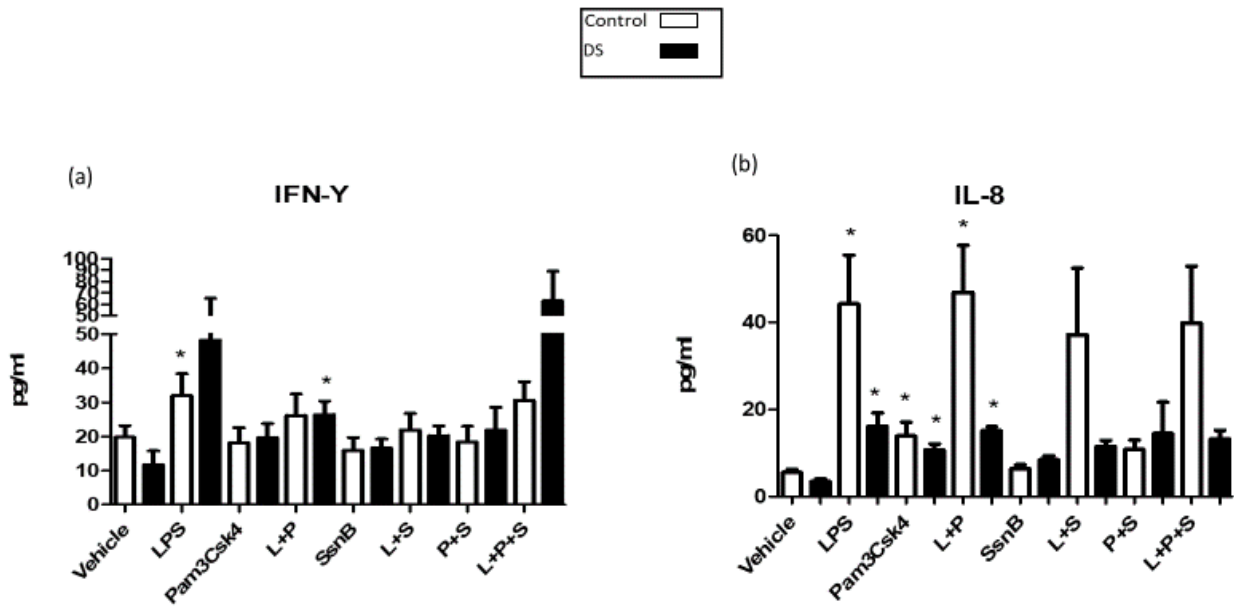 Control
DS
(a)
IFN-Y
100
90
80
70
60
50
50
40
30
20
10
0
pg/ml
*
*
Vehicle
LPS
Pam3Csk4
L+P
SsnB
L+S
P+S
L+P+S
(b)
IL-8
60
40
20
0
pg/ml
*
*
*
*
*
*
Vehicle
LPS
Pam3Csk4
L+P
SsnB
L+S
P+S
L+P+S